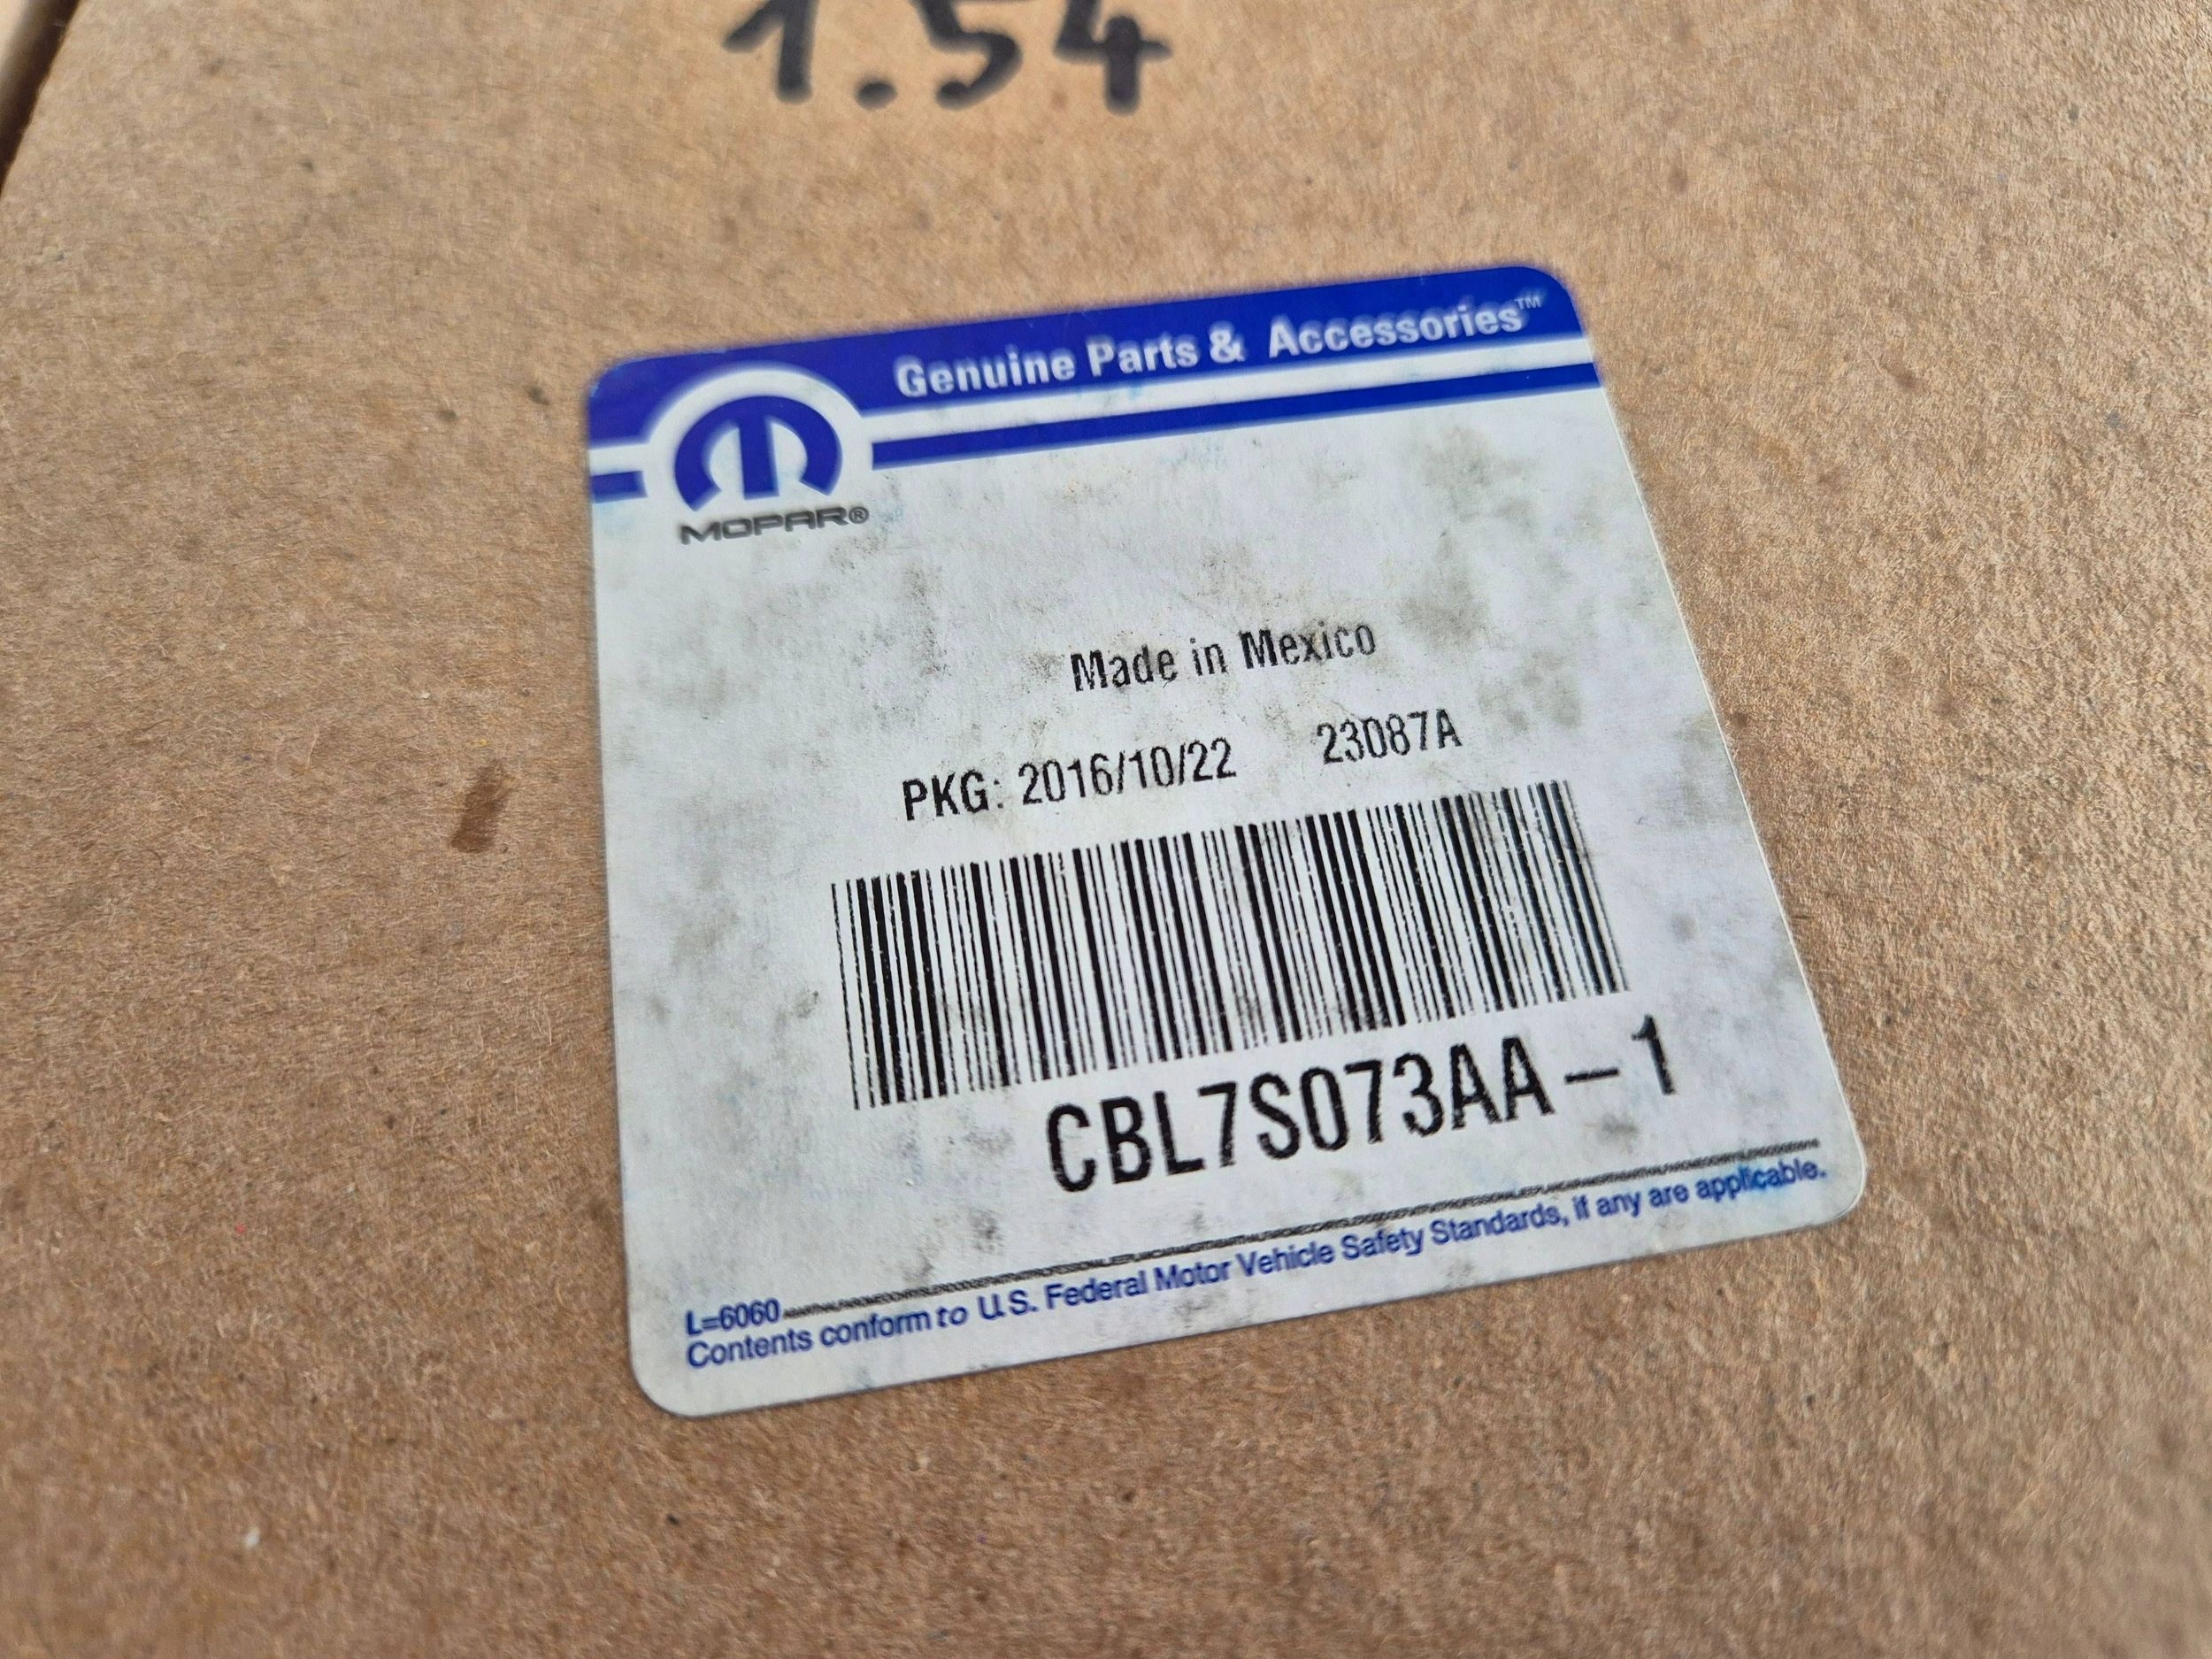 1.54
Genuine Parts & Accessories™
MOPAR®
Made in Mexico
PKG: 2016/10/22 23087A
CBL7S073AA-1
L=6060
Contents conform to U.S. Federal Motor Vehicle Safety Standards, if any are applicable.